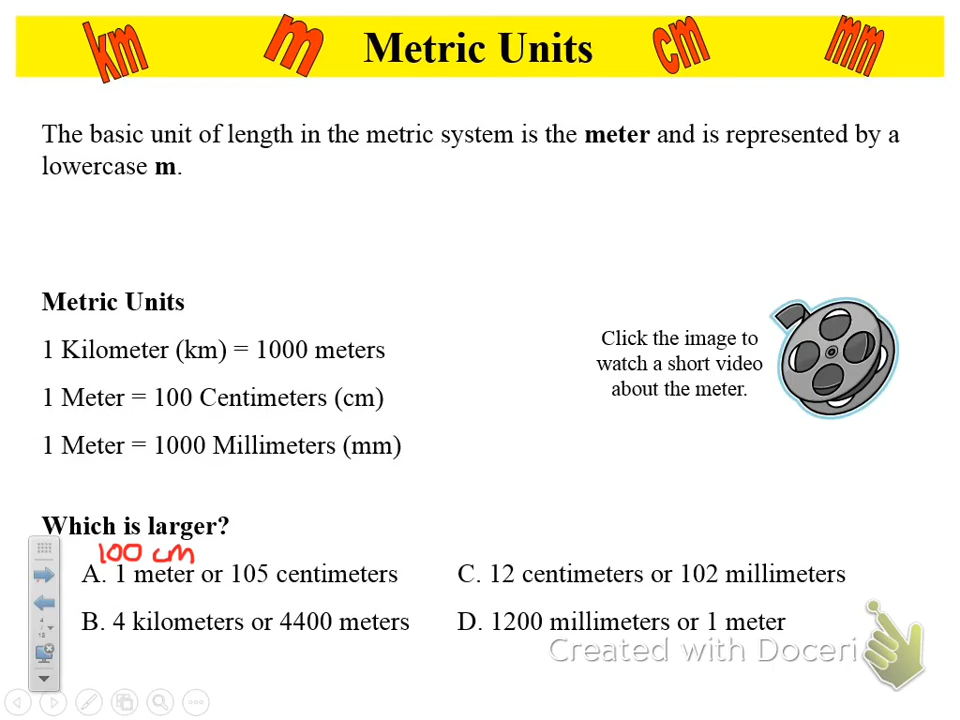 km m Metric Units cm mm
The basic unit of length in the metric system is the meter and is represented by a
lowercase m.
Metric Units
1 Kilometer (km) = 1000 meters
1 Meter = 100 Centimeters (cm)
1 Meter = 1000 Millimeters (mm)
Click the image to
watch a short video
about the meter.
Which is larger?
100 cm
A. 1 meter or 105 centimeters
B. 4 kilometers or 4400 meters
C. 12 centimeters or 102 millimeters
D. 1200 millimeters or 1 meter
Created with Doceri